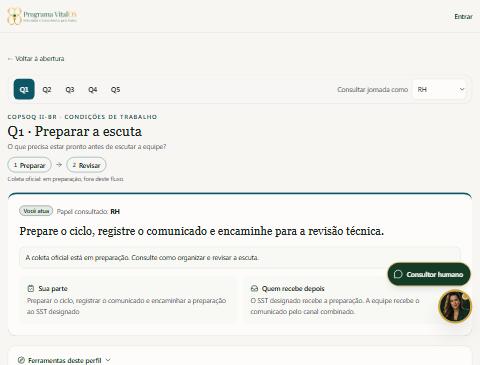 Programa VitalOS
Entrar
← Voltar à abertura
Q1 Q2 Q3 Q4 Q5
Consultar jornada como RH
COPSOQ II-BR · CONDIÇÕES DE TRABALHO
Q1 · Preparar a escuta
O que precisa estar pronto antes de escutar a equipe?
1 Preparar → 2 Revisar
Coleta oficial: em preparação, fora deste fluxo.
Você atua Papel consultado: RH
Prepare o ciclo, registre o comunicado e encaminhe para a revisão técnica.
A coleta oficial está em preparação. Consulte como organizar e revisar a escuta.
Consultor humano
Sua parte
Preparar o ciclo, registrar o comunicado e encaminhar a preparação
ao SST designado
Quem recebe depois
O SST designado recebe a preparação. A equipe recebe o
comunicado pelo canal combinado.
Ferramentas deste perfil